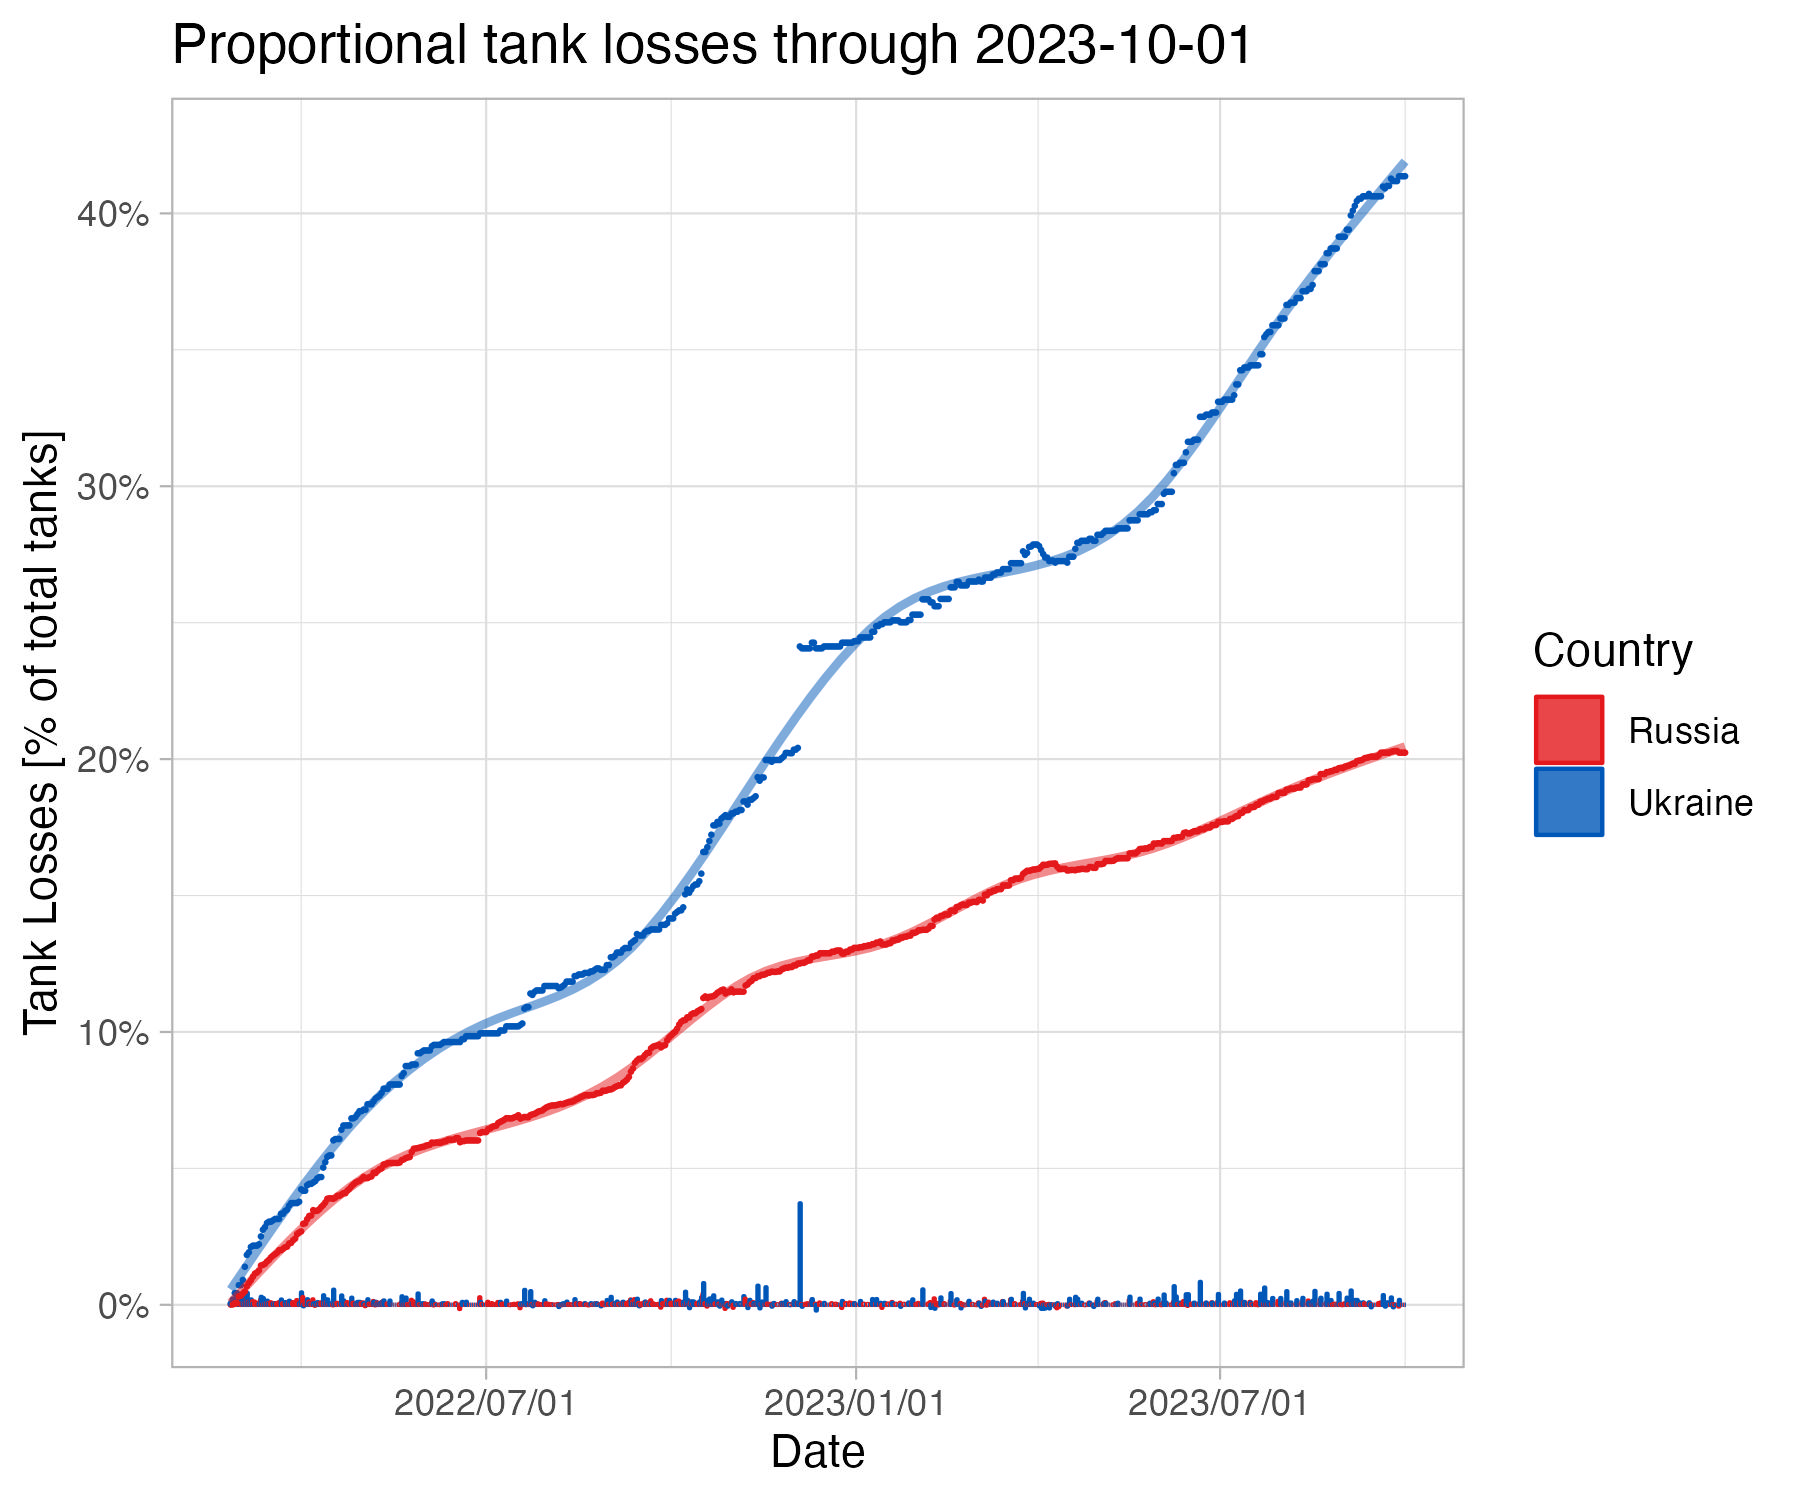 Proportional tank losses through 2023-10-01
Tank Losses [% of total tanks]
40%
30%
20%
10%
0%
2022/07/01
2023/01/01
2023/07/01
Date
Country
Russia
Ukraine